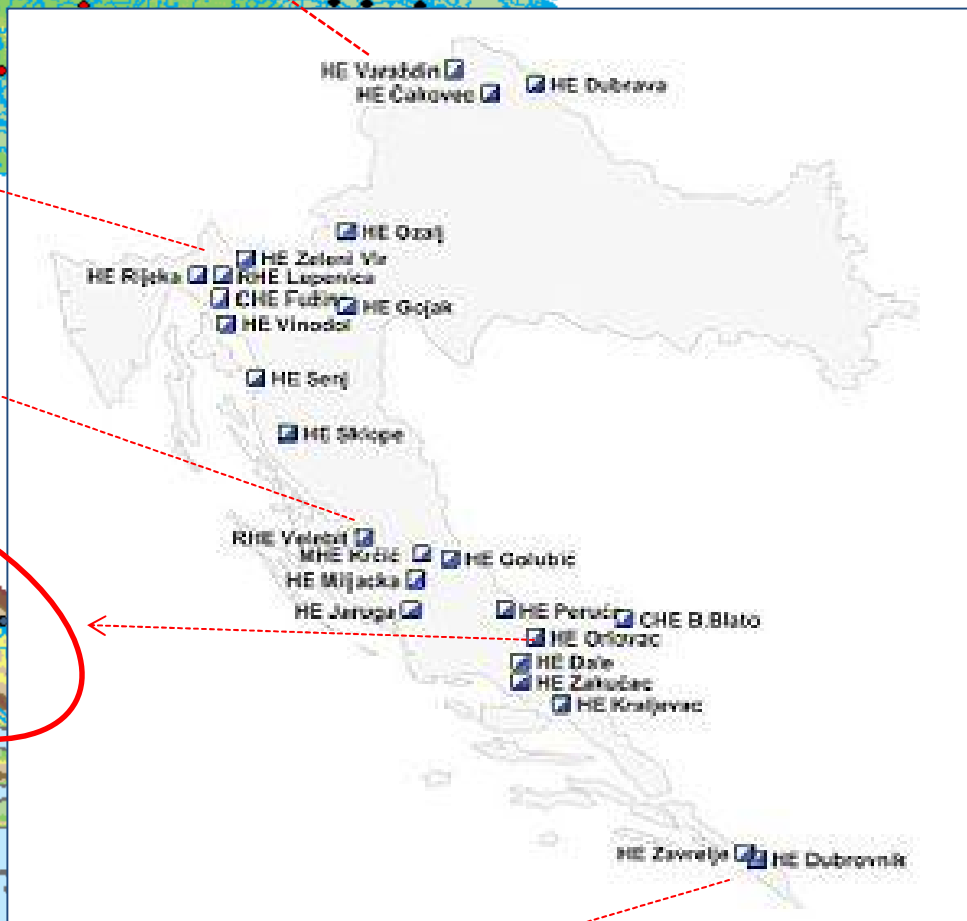 HE Varaždin
HE Čakovec
HE Dubrava
HE Ozalj
HE Zeleni Vir
HE Rijeka
RHE Lepenica
CHE Fužine
HE Gojak
HE Vinodol
HE Senj
HE Sklope
RHE Velebit
MHE Krčić
HE Golubić
HE Miljacka
HE Jaruga
HE Peruća
CHE B.Blato
HE Orlovac
HE Đale
HE Zakučac
HE Kraljevac
HE Zavrelje
HE Dubrovnik